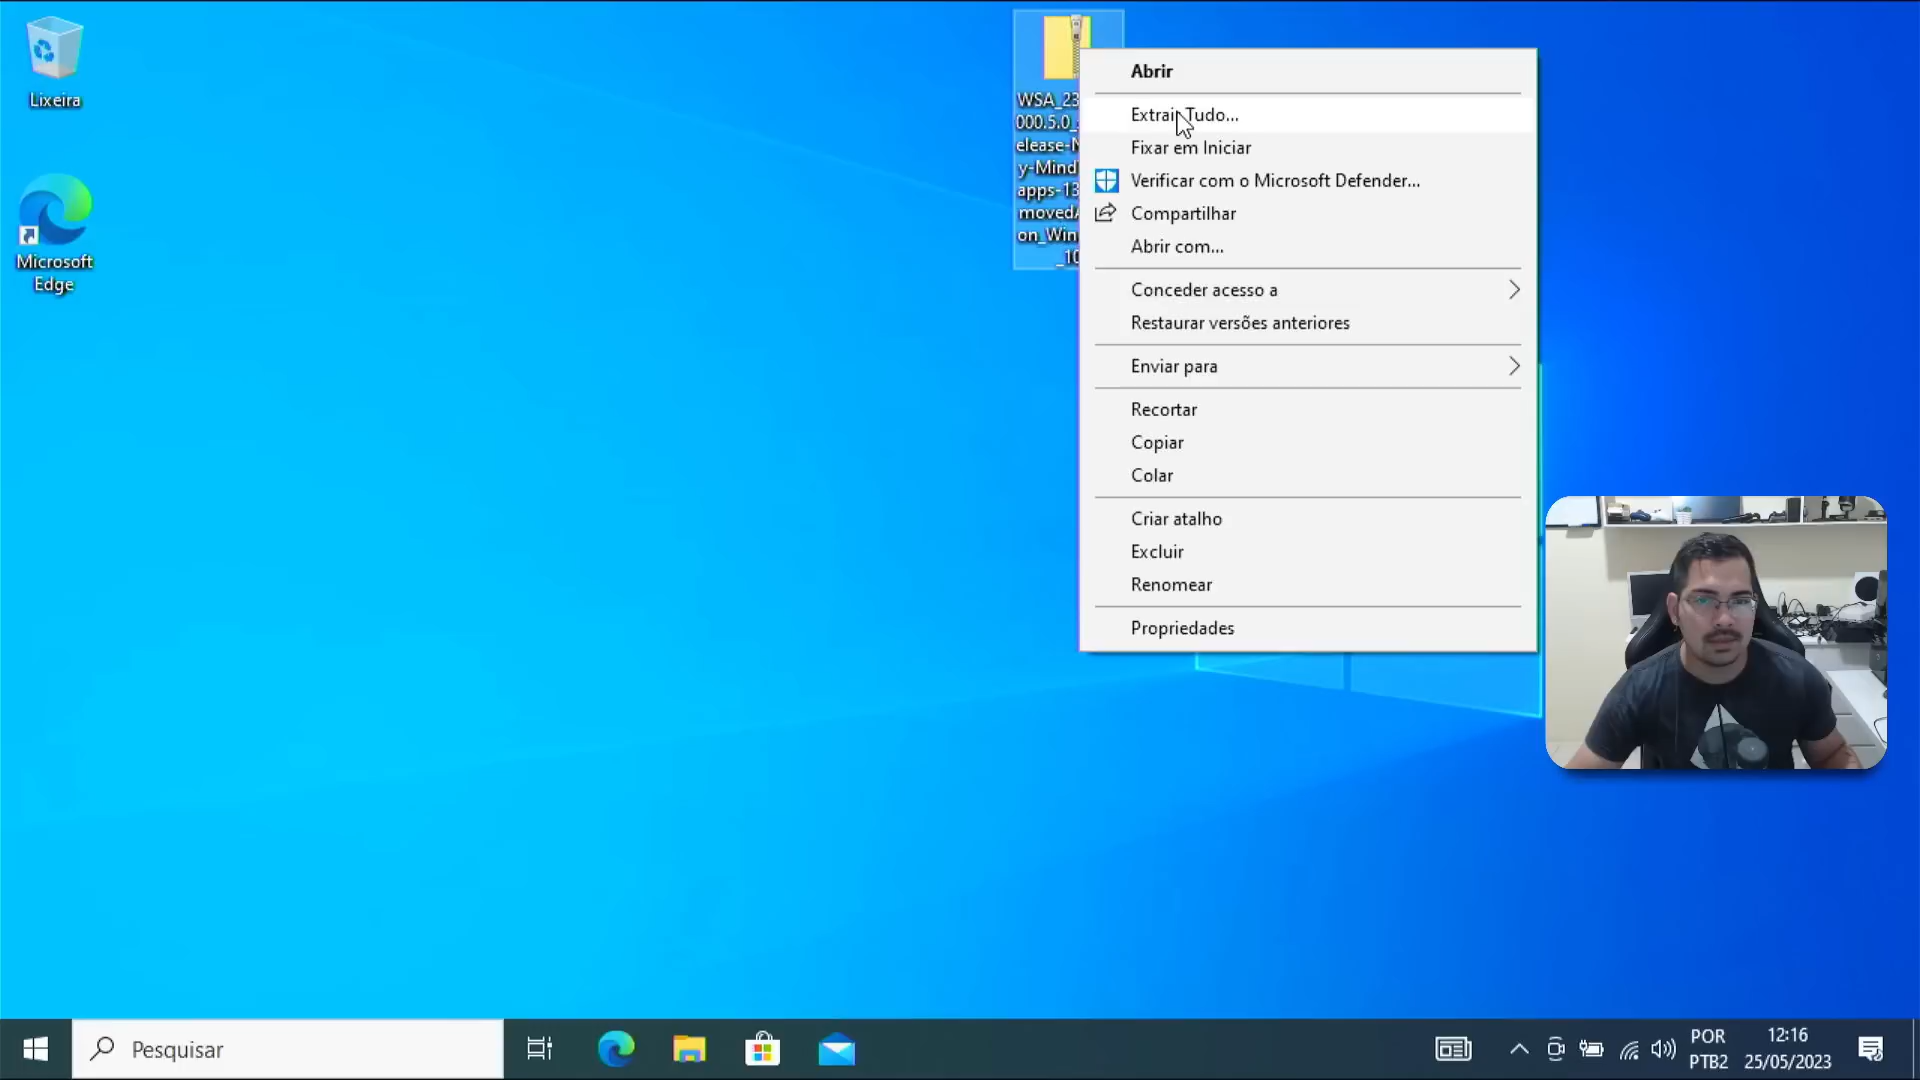 Lixeira
Microsoft
Edge
WSA_23
000.5.0_
elease-N
y-Mind
apps-13
moved
on_Win
_10
Abrir
Extrair Tudo...
Fixar em Iniciar
Verificar com o Microsoft Defender...
Compartilhar
Abrir com...
Conceder acesso a
Restaurar versões anteriores
Enviar para
Recortar
Copiar
Colar
Criar atalho
Excluir
Renomear
Propriedades
Pesquisar
POR
PTB2
12:16
25/05/2023